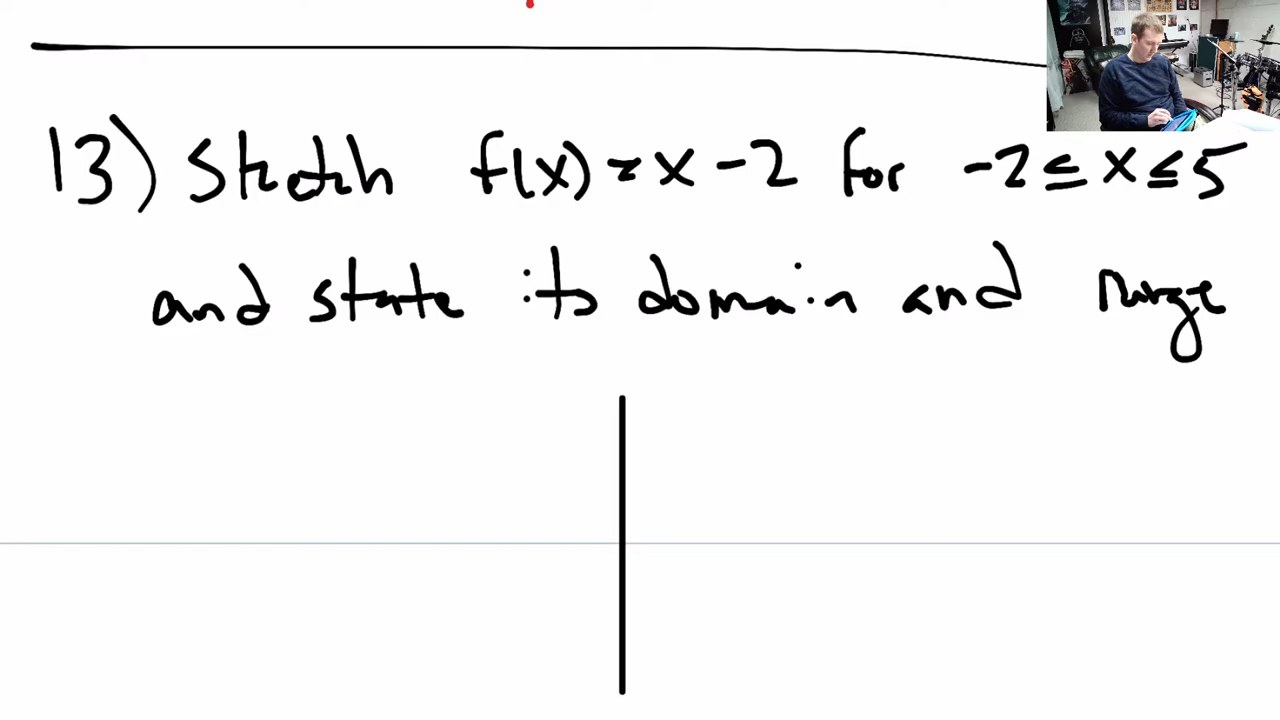 13) Sketch f(x) = x - 2 for -2 ≤ x ≤ 5
and state its domain and range